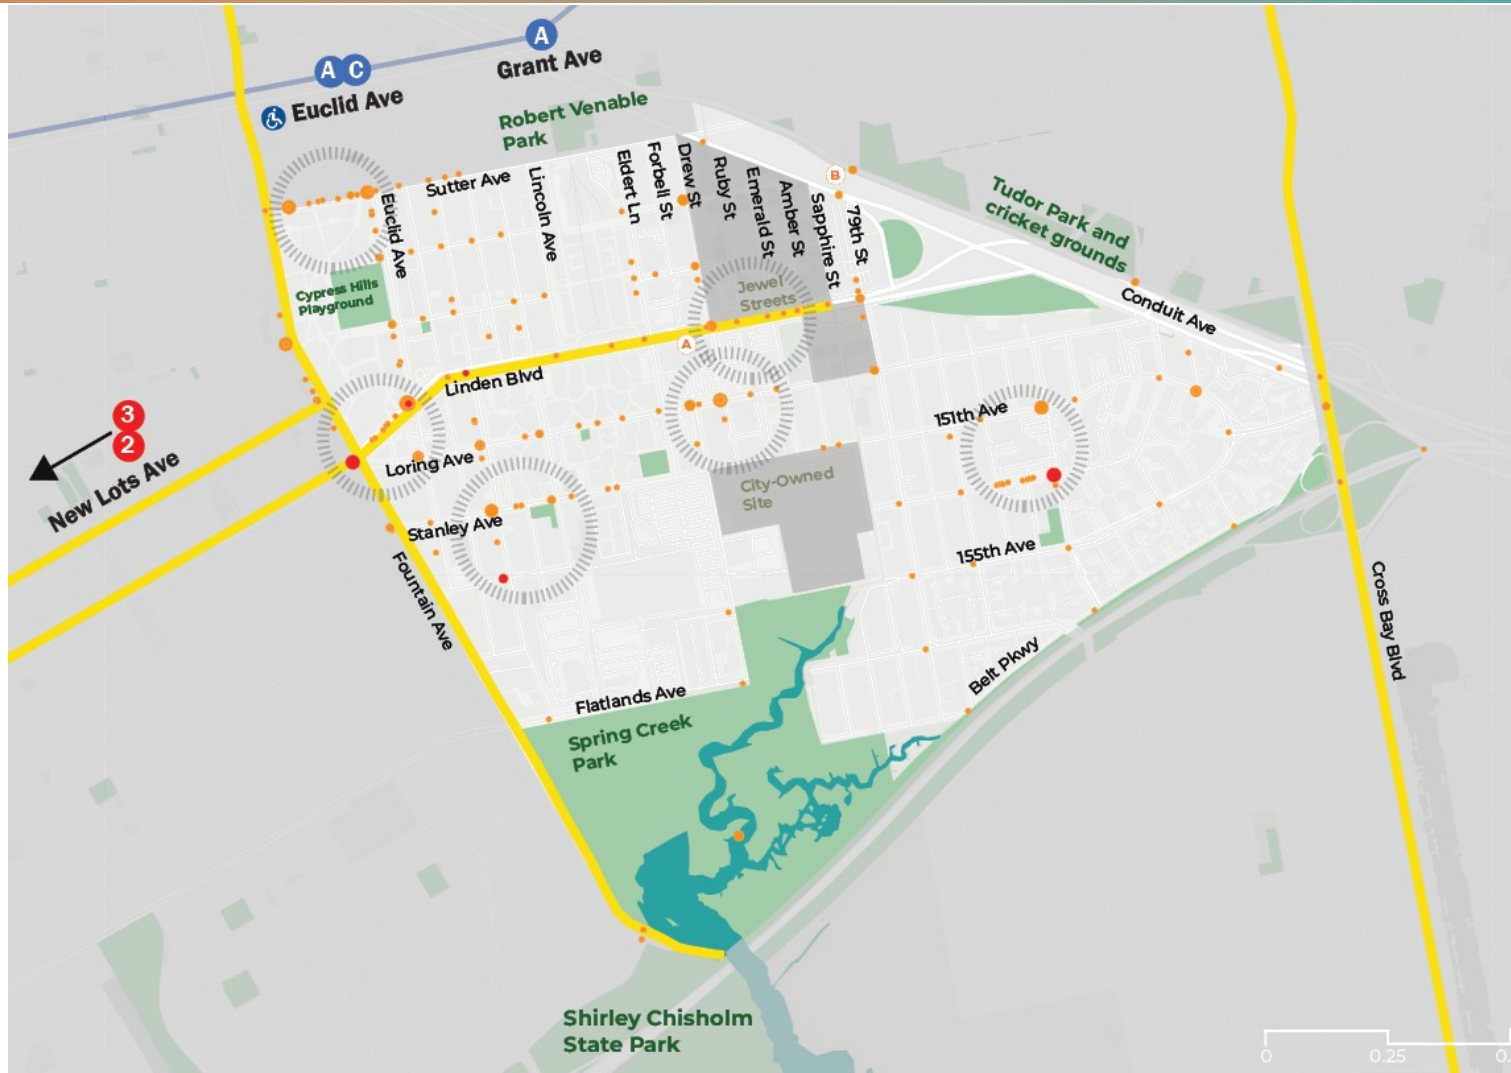 A
Grant Ave
A C
Euclid Ave
Robert Venable
Park
Sutter Ave
Euclid Ave
Lincoln Ave
Eldert Ln
Forbell St
Drew St
Ruby St
Emerald St
Amber St
Sapphire St
79th St
B
Tudor Park and
cricket grounds
Cypress Hills
Playground
Jewel
Streets
Conduit Ave
A
Linden Blvd
3
2
New Lots Ave
151th Ave
Loring Ave
City-Owned
Site
Stanley Ave
155th Ave
Fountain Ave
Cross Bay Blvd
Belt Pkwy
Flatlands Ave
Spring Creek
Park
Shirley Chisholm
State Park
0
0.25
0.